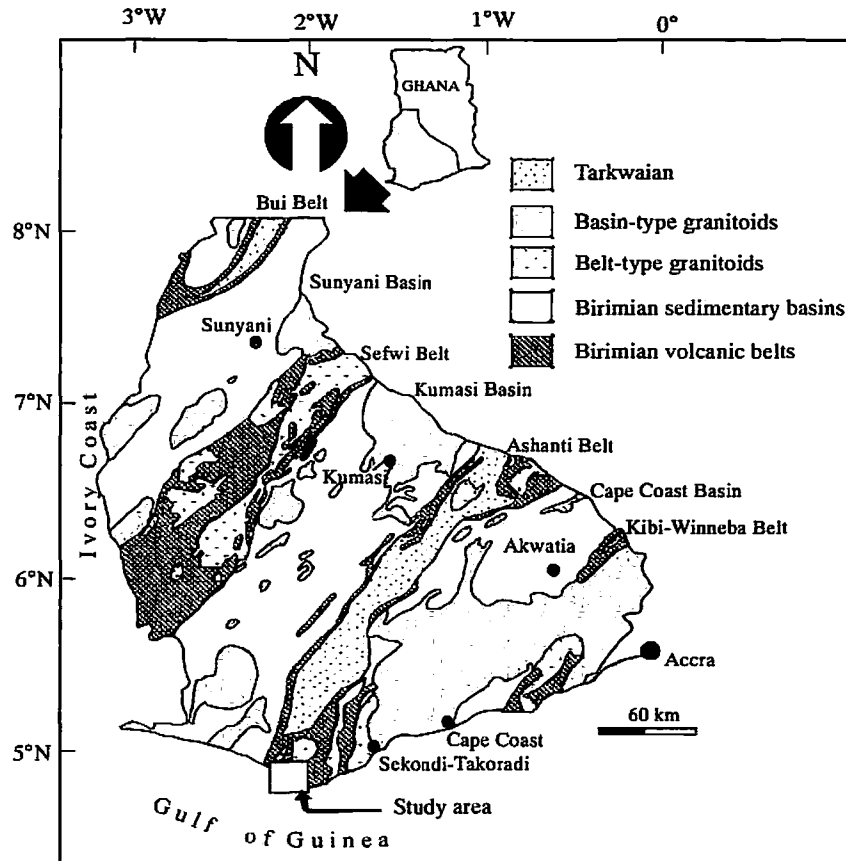 3°W
2°W
1°W
0°
N
GHANA
Tarkwaian
Basin-type granitoids
Belt-type granitoids
Birimian sedimentary basins
Birimian volcanic belts
Bui Belt
8°N
Sunyani Basin
Sunyani
Sefwi Belt
Kumasi Basin
7°N
Ashanti Belt
Kumasi
Cape Coast Basin
Kibi-Winneba Belt
Ivory Coast
Akwatia
6°N
Accra
60 km
5°N
Cape Coast
Sekondi-Takoradi
Study area
Gulf of Guinea